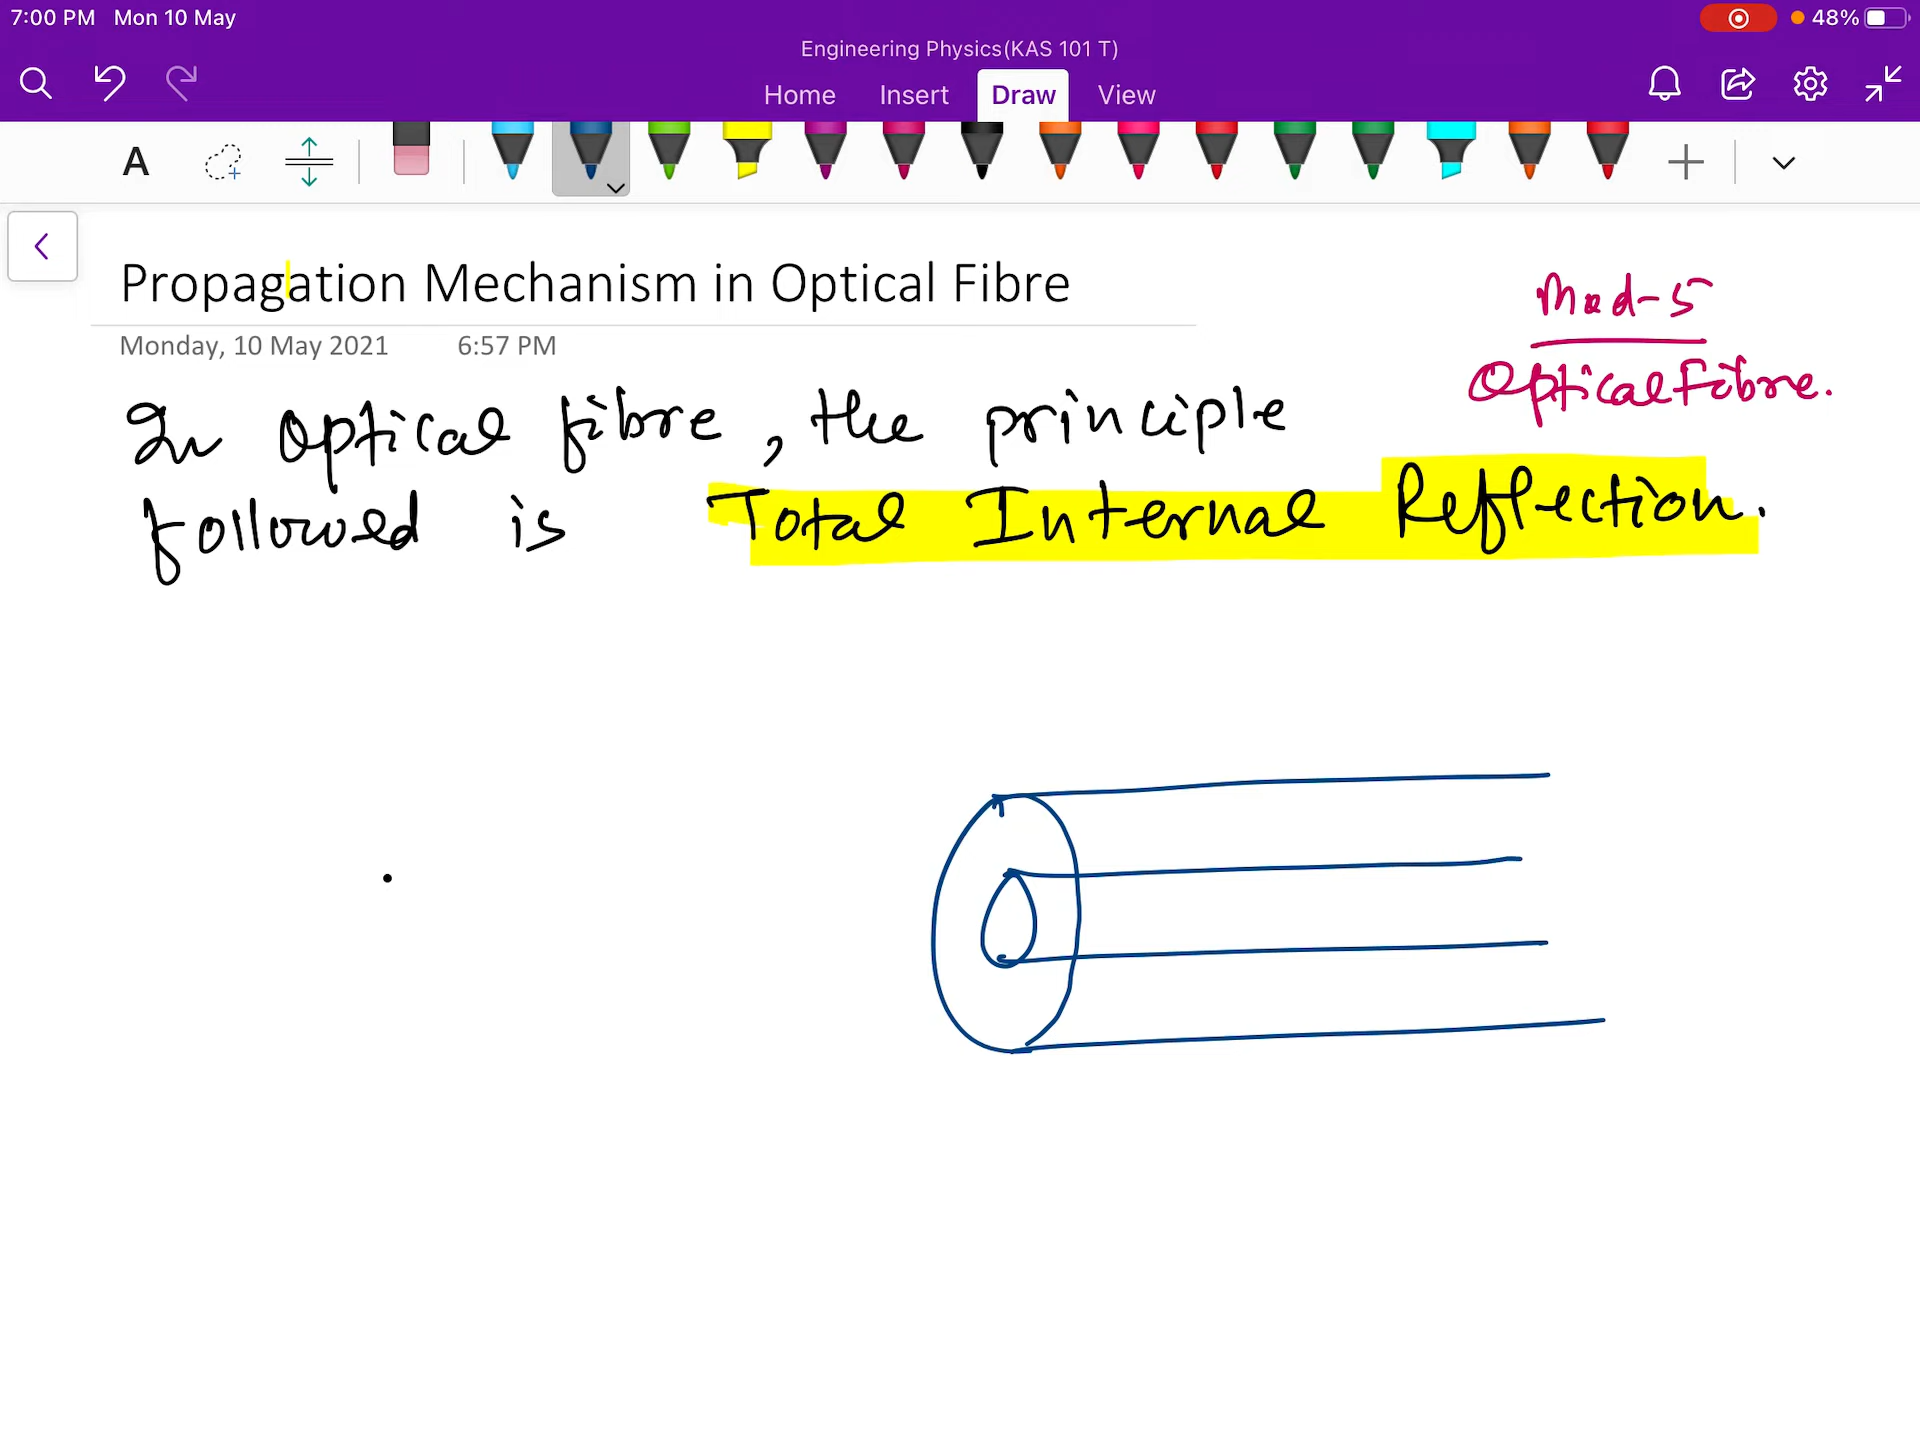 7:00 PM Mon 10 May
48%
Engineering Physics(KAS 101 T)
Home Insert Draw View
A
Propagation Mechanism in Optical Fibre
Monday, 10 May 2021 6:57 PM
Mod-5
Optical Fibre.
In optical fibre, the principle
followed is Total Internal Reflection.